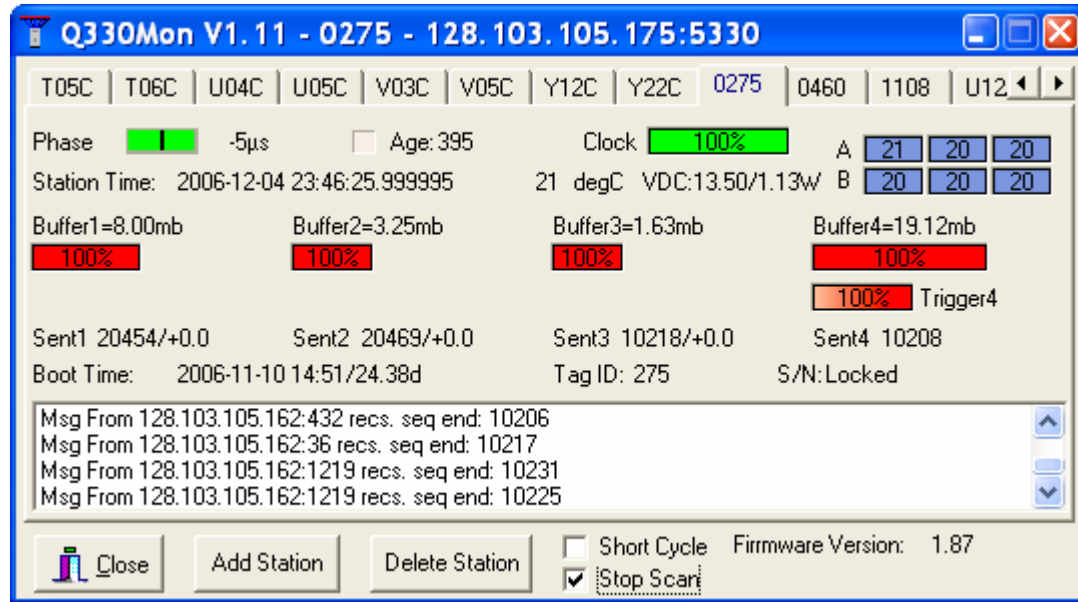 Q330Mon V1.11 - 0275 - 128.103.105.175:5330
T05C T06C U04C U05C V03C V05C Y12C Y22C 0275 0460 1108 U12
Phase -5µs Age: 395 Clock 100% A 21 20 20
Station Time: 2006-12-04 23:46:25.999995 21 degC VDC:13.50/1.13W B 20 20 20
Buffer1=8.00mb Buffer2=3.25mb Buffer3=1.63mb Buffer4=19.12mb
100% 100% 100% 100%
100% Trigger4
Sent1 20454/+0.0 Sent2 20469/+0.0 Sent3 10218/+0.0 Sent4 10208
Boot Time: 2006-11-10 14:51/24.38d Tag ID: 275 S/N:Locked
Msg From 128.103.105.162:432 recs. seq end: 10206
Msg From 128.103.105.162:36 recs. seq end: 10217
Msg From 128.103.105.162:1219 recs. seq end: 10231
Msg From 128.103.105.162:1219 recs. seq end: 10225
Close Add Station Delete Station Short Cycle Firmware Version: 1.87
Stop Scan